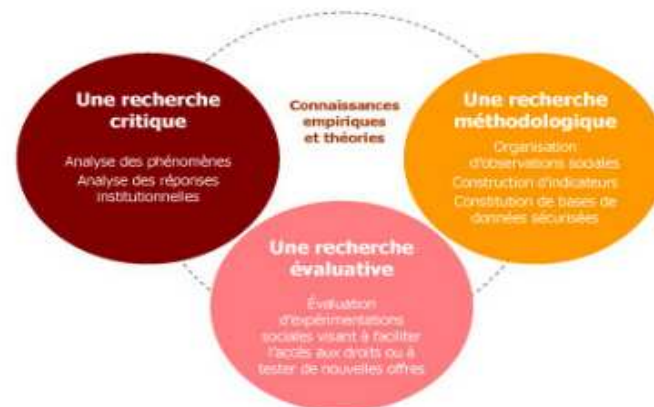 Une recherche
critique
Analyse des phénomènes
Analyse des réponses
institutionnelles
Connaissances
empiriques
et théories
Une recherche
méthodologique
Organisation
d'observations sociales
Construction d'indicateurs
Constitution de bases de
données sécurisées
Une recherche
évaluative
Évaluation
d'expérimentations
sociales visant à faciliter
l'accès aux droits ou à
tester de nouvelles offres